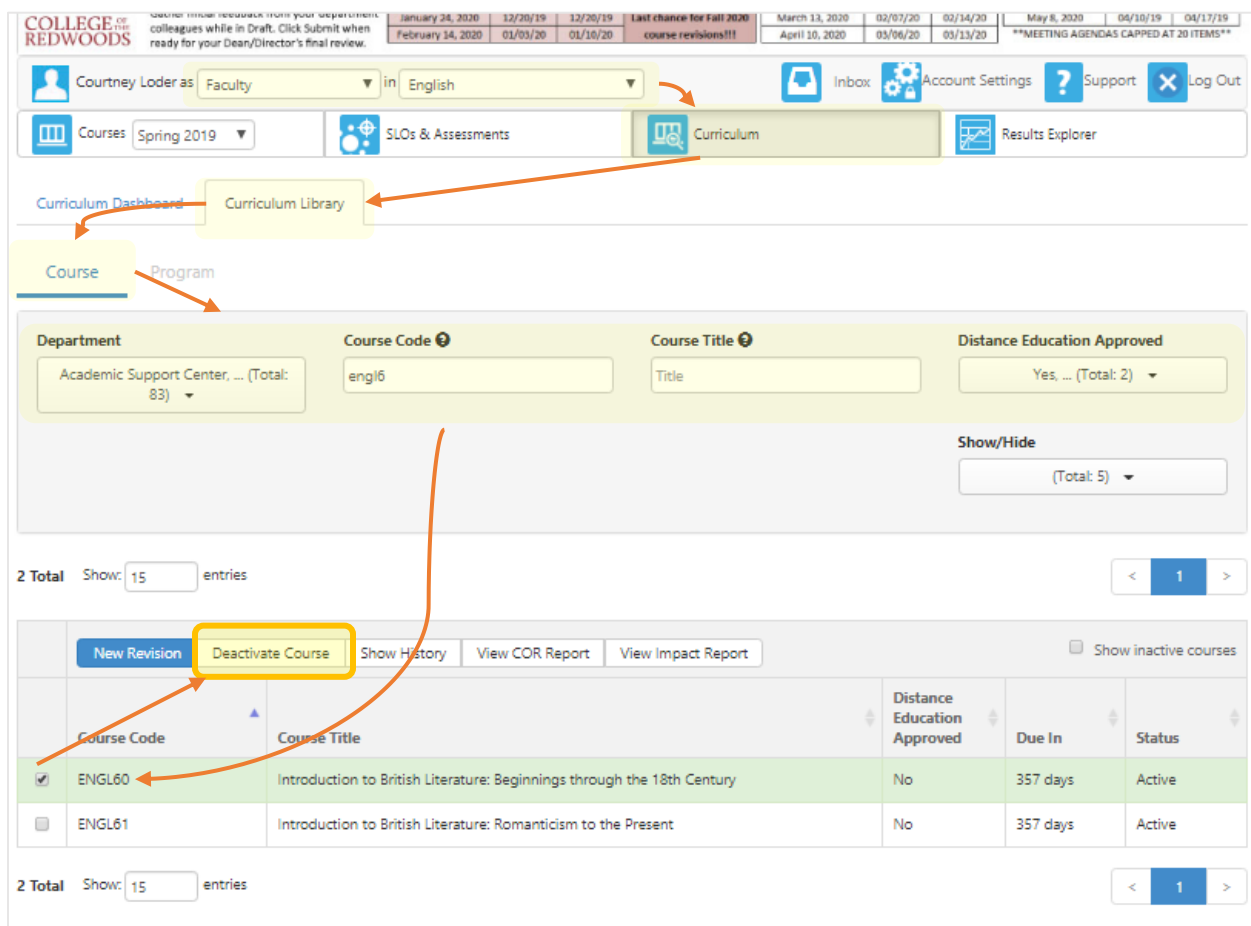 COLLEGE OF THE
REDWOODS
Gather initial feedback from your department
colleagues while in Draft. Click Submit when
ready for your Dean/Director's final review.
January 24, 2020 12/20/19 12/20/19 Last chance for Fall 2020 March 13, 2020 02/07/20 02/14/20 May 8, 2020 04/10/19 04/17/19
February 14, 2020 01/03/20 01/10/20 course revisions!!! April 10, 2020 03/06/20 03/13/20 **MEETING AGENDAS CAPPED AT 20 ITEMS**
Courtney Loder as Faculty in English Inbox Account Settings ? Support Log Out
Courses Spring 2019 SLOs & Assessments Curriculum Results Explorer
Curriculum Dashboard Curriculum Library
Course Program
Department Course Code ? Course Title ? Distance Education Approved
Academic Support Center, ... (Total:
83) engl6 Title Yes, ... (Total: 2)
Show/Hide
(Total: 5)
2 Total Show: 15 entries < 1 >
New Revision Deactivate Course Show History View COR Report View Impact Report Show inactive courses
Course Code Course Title Distance Education Approved Due In Status
ENGL60 Introduction to British Literature: Beginnings through the 18th Century No 357 days Active
ENGL61 Introduction to British Literature: Romanticism to the Present No 357 days Active
2 Total Show: 15 entries < 1 >